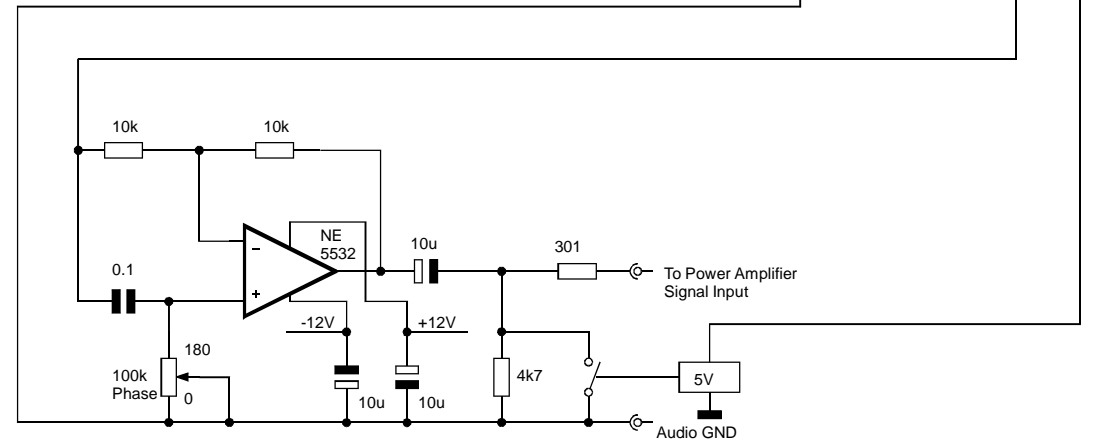 10k
10k
NE
5532
10u
301
0.1
−
+
To Power Amplifier
Signal Input
-12V
+12V
180
100k
Phase
0
4k7
5V
10u
10u
Audio GND